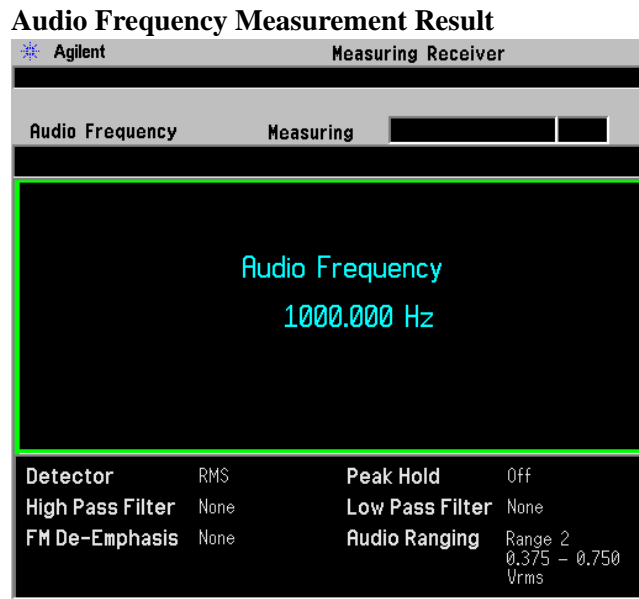 Audio Frequency Measurement Result
Agilent Measuring Receiver
Audio Frequency Measuring
Audio Frequency
1000.000 Hz
Detector RMS Peak Hold Off
High Pass Filter None Low Pass Filter None
FM De-Emphasis None Audio Ranging Range 2
0.375 - 0.750
Vrms